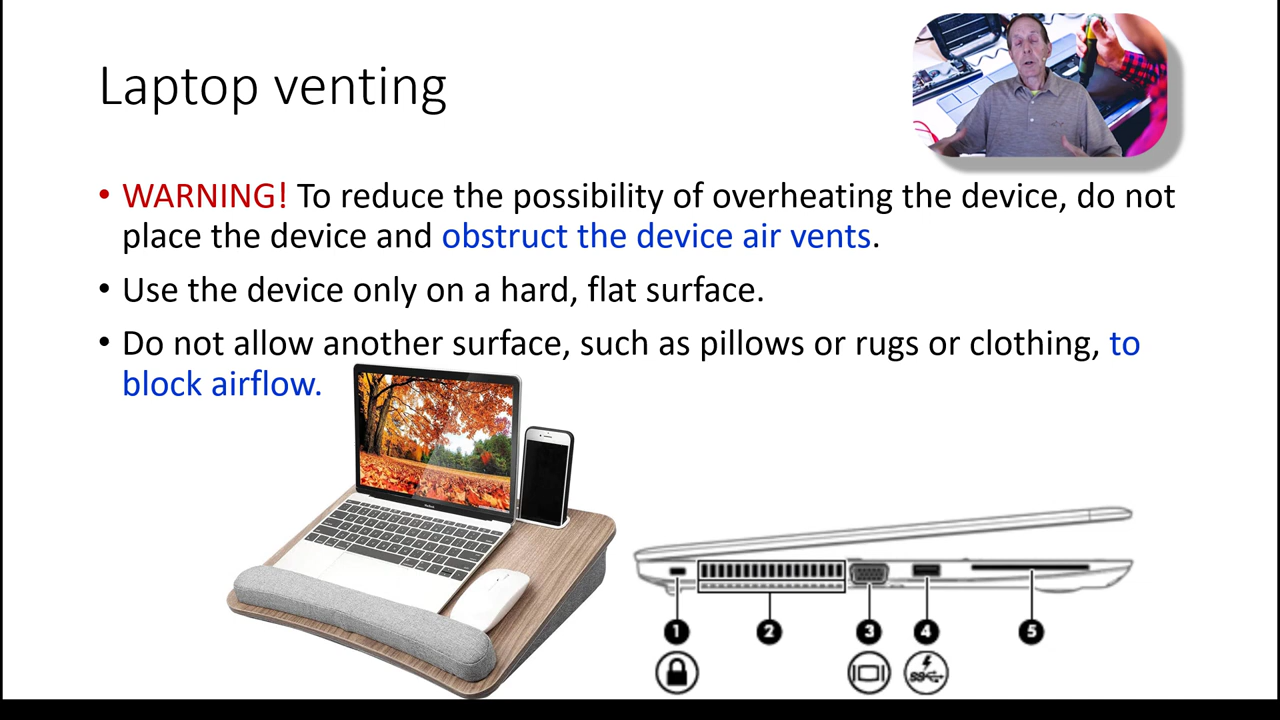 Laptop venting
• WARNING! To reduce the possibility of overheating the device, do not
place the device and obstruct the device air vents.
• Use the device only on a hard, flat surface.
• Do not allow another surface, such as pillows or rugs or clothing, to
block airflow.
1 2 3 4 5
SS